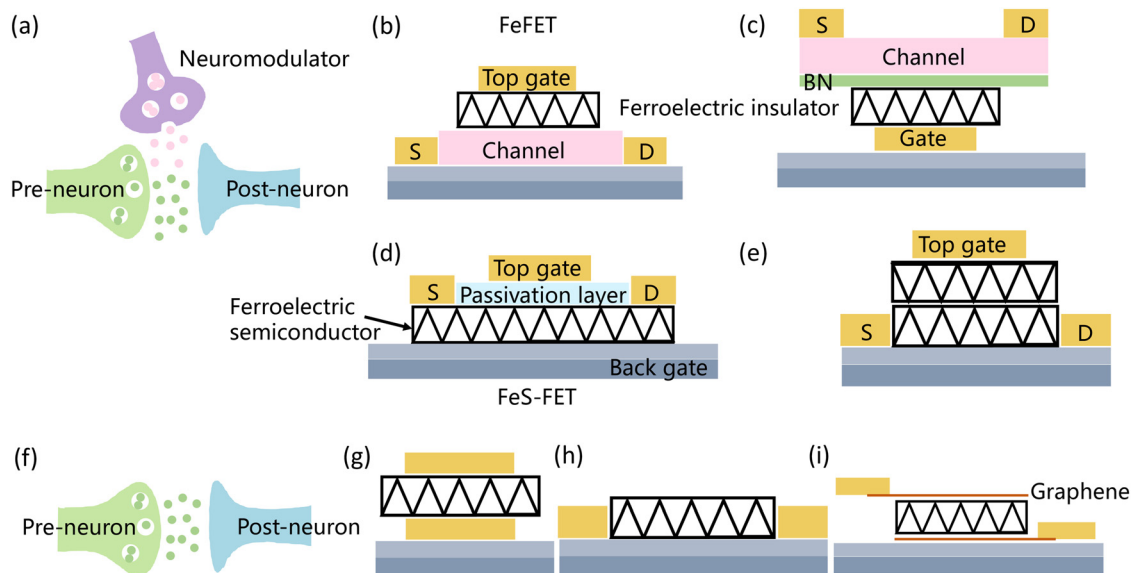 (a)
Neuromodulator
Pre-neuron
Post-neuron
(b)
FeFET
Top gate
S
Channel
D
(c)
S
D
Channel
BN
Ferroelectric insulator
Gate
(d)
Top gate
S
Passivation layer
D
Ferroelectric
semiconductor
Back gate
FeS-FET
(e)
Top gate
S
D
(f)
Pre-neuron
Post-neuron
(g)
(h)
(i)
Graphene